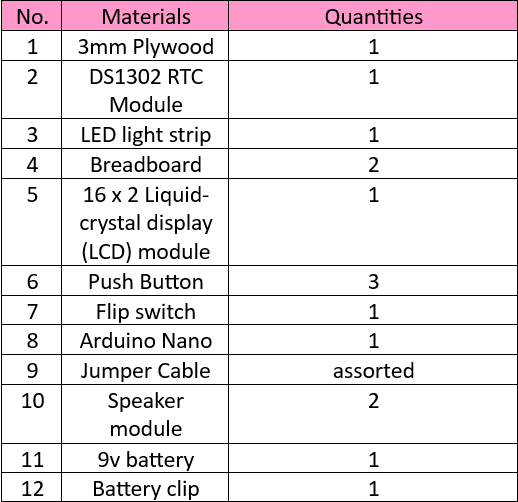 No. Materials Quantities
1 3mm Plywood 1
2 DS1302 RTC 1
Module
3 LED light strip 1
4 Breadboard 2
5 16 x 2 Liquid- 1
crystal display
(LCD) module
6 Push Button 3
7 Flip switch 1
8 Arduino Nano 1
9 Jumper Cable assorted
10 Speaker 2
module
11 9v battery 1
12 Battery clip 1